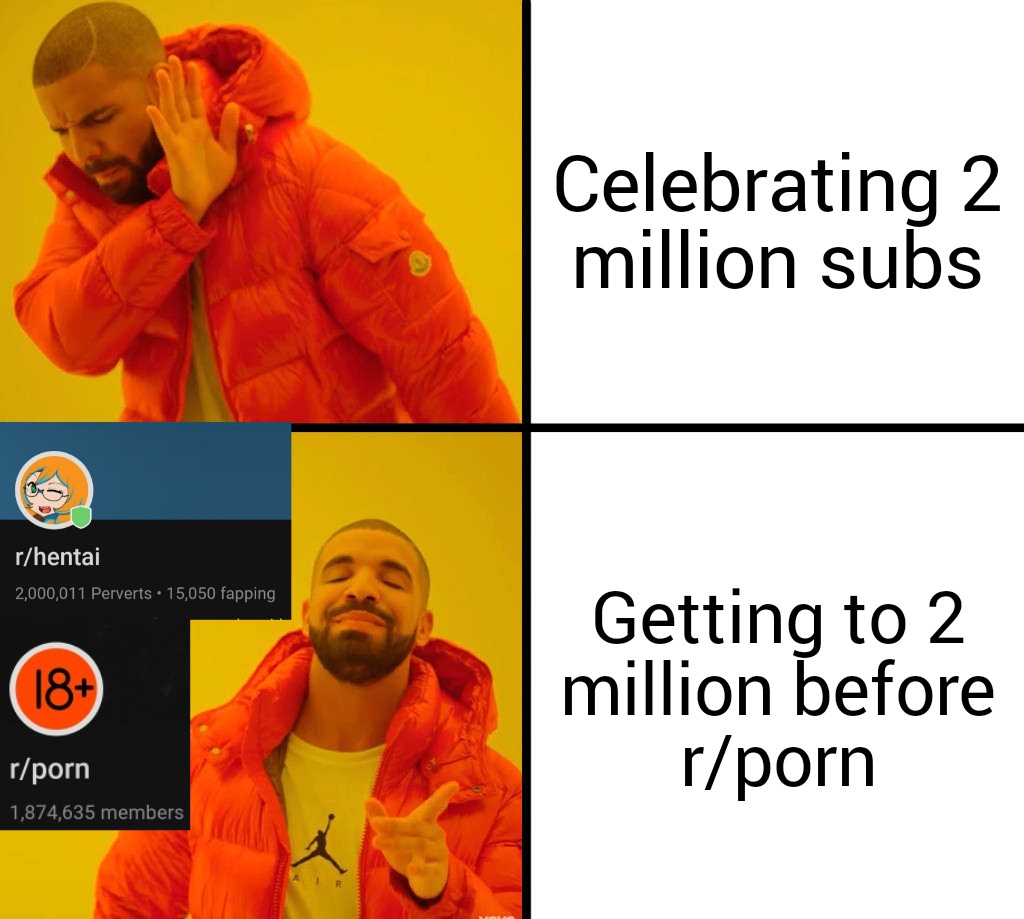 Celebrating 2
million subs
r/hentai
2,000,011 Perverts • 15,050 fapping
18+
r/porn
1,874,635 members
Getting to 2
million before
r/porn
AIR